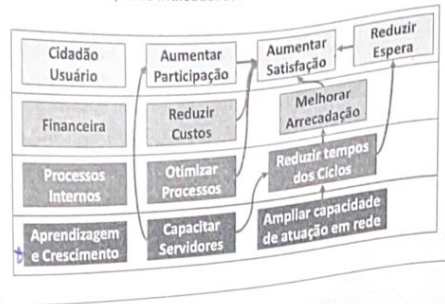 Cidadão
Usuário
Aumentar
Participação
Aumentar
Satisfação
Reduzir
Espera
Financeira
Reduzir
Custos
Melhorar
Arrecadação
Processos
Internos
Otimizar
Processos
Reduzir tempos
dos Ciclos
Aprendizagem
e Crescimento
Capacitar
Servidores
Ampliar capacidade
de atuação em rede